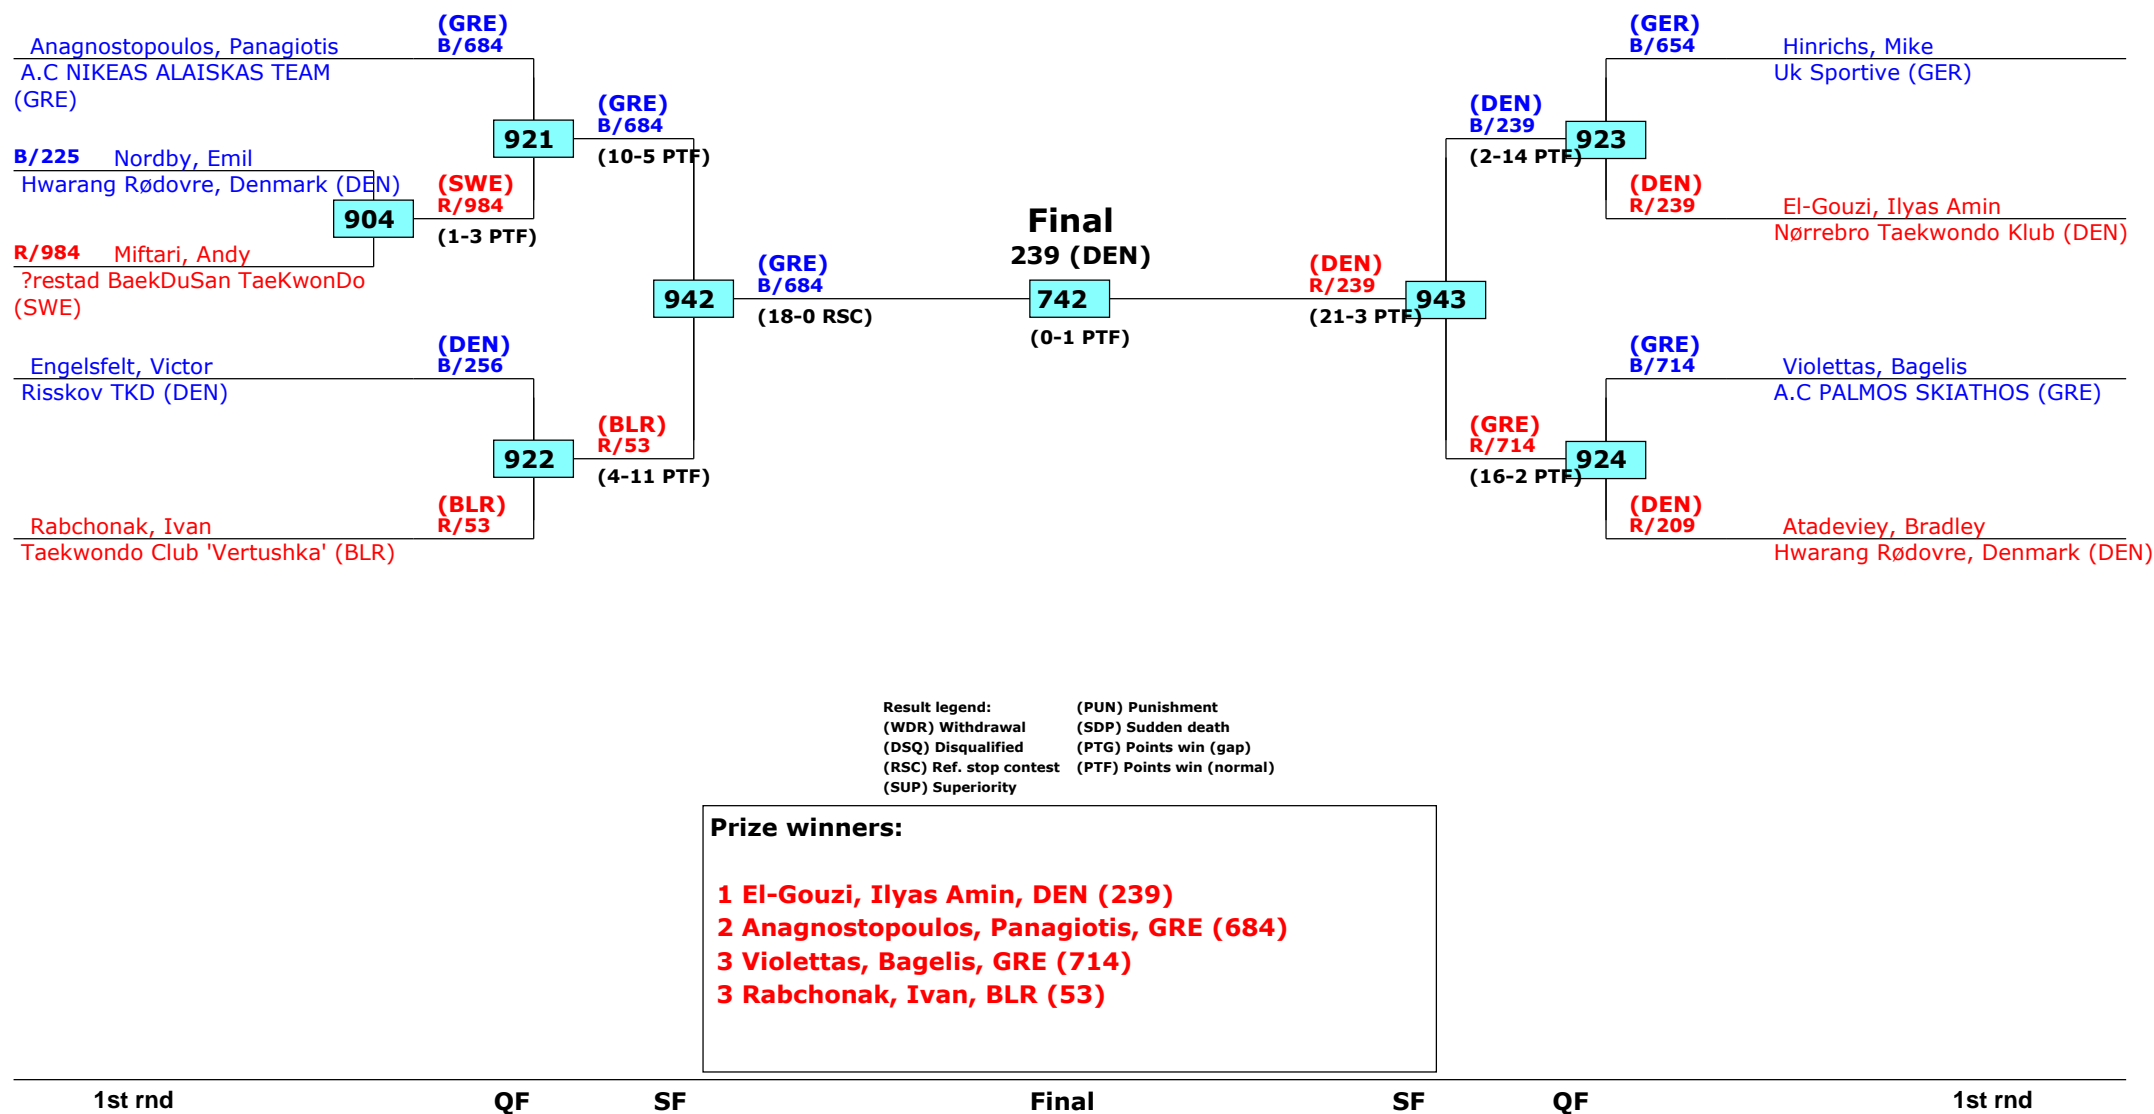 (GRE)
B/684
Anagnostopoulos, Panagiotis
A.C NIKEAS ALAISKAS TEAM
(GRE)
921
(GRE)
B/684
(10-5 PTF)
B/225 Nordby, Emil
Hwarang Rødovre, Denmark (DEN)
904
(SWE)
R/984
(1-3 PTF)
R/984 Miftari, Andy
?restad BaekDuSan TaeKwonDo
(SWE)
942
(GRE)
B/684
(18-0 RSC)
(DEN)
B/256
Engelsfelt, Victor
Risskov TKD (DEN)
922
(BLR)
R/53
(4-11 PTF)
(BLR)
R/53
Rabchonak, Ivan
Taekwondo Club 'Vertushka' (BLR)
Final
239 (DEN)
742
(0-1 PTF)
(DEN)
R/239
(21-3 PTF)
943
(DEN)
B/239
(2-14 PTF)
923
(GER)
B/654
Hinrichs, Mike
Uk Sportive (GER)
(DEN)
R/239
El-Gouzi, Ilyas Amin
Nørrebro Taekwondo Klub (DEN)
(GRE)
R/714
(16-2 PTF)
924
(GRE)
B/714
Violettas, Bagelis
A.C PALMOS SKIATHOS (GRE)
(DEN)
R/209
Atadeviey, Bradley
Hwarang Rødovre, Denmark (DEN)
Result legend: (PUN) Punishment
(WDR) Withdrawal (SDP) Sudden death
(DSQ) Disqualified (PTG) Points win (gap)
(RSC) Ref. stop contest (PTF) Points win (normal)
(SUP) Superiority
Prize winners:
1 El-Gouzi, Ilyas Amin, DEN (239)
2 Anagnostopoulos, Panagiotis, GRE (684)
3 Violettas, Bagelis, GRE (714)
3 Rabchonak, Ivan, BLR (53)
1st rnd QF SF Final SF QF 1st rnd